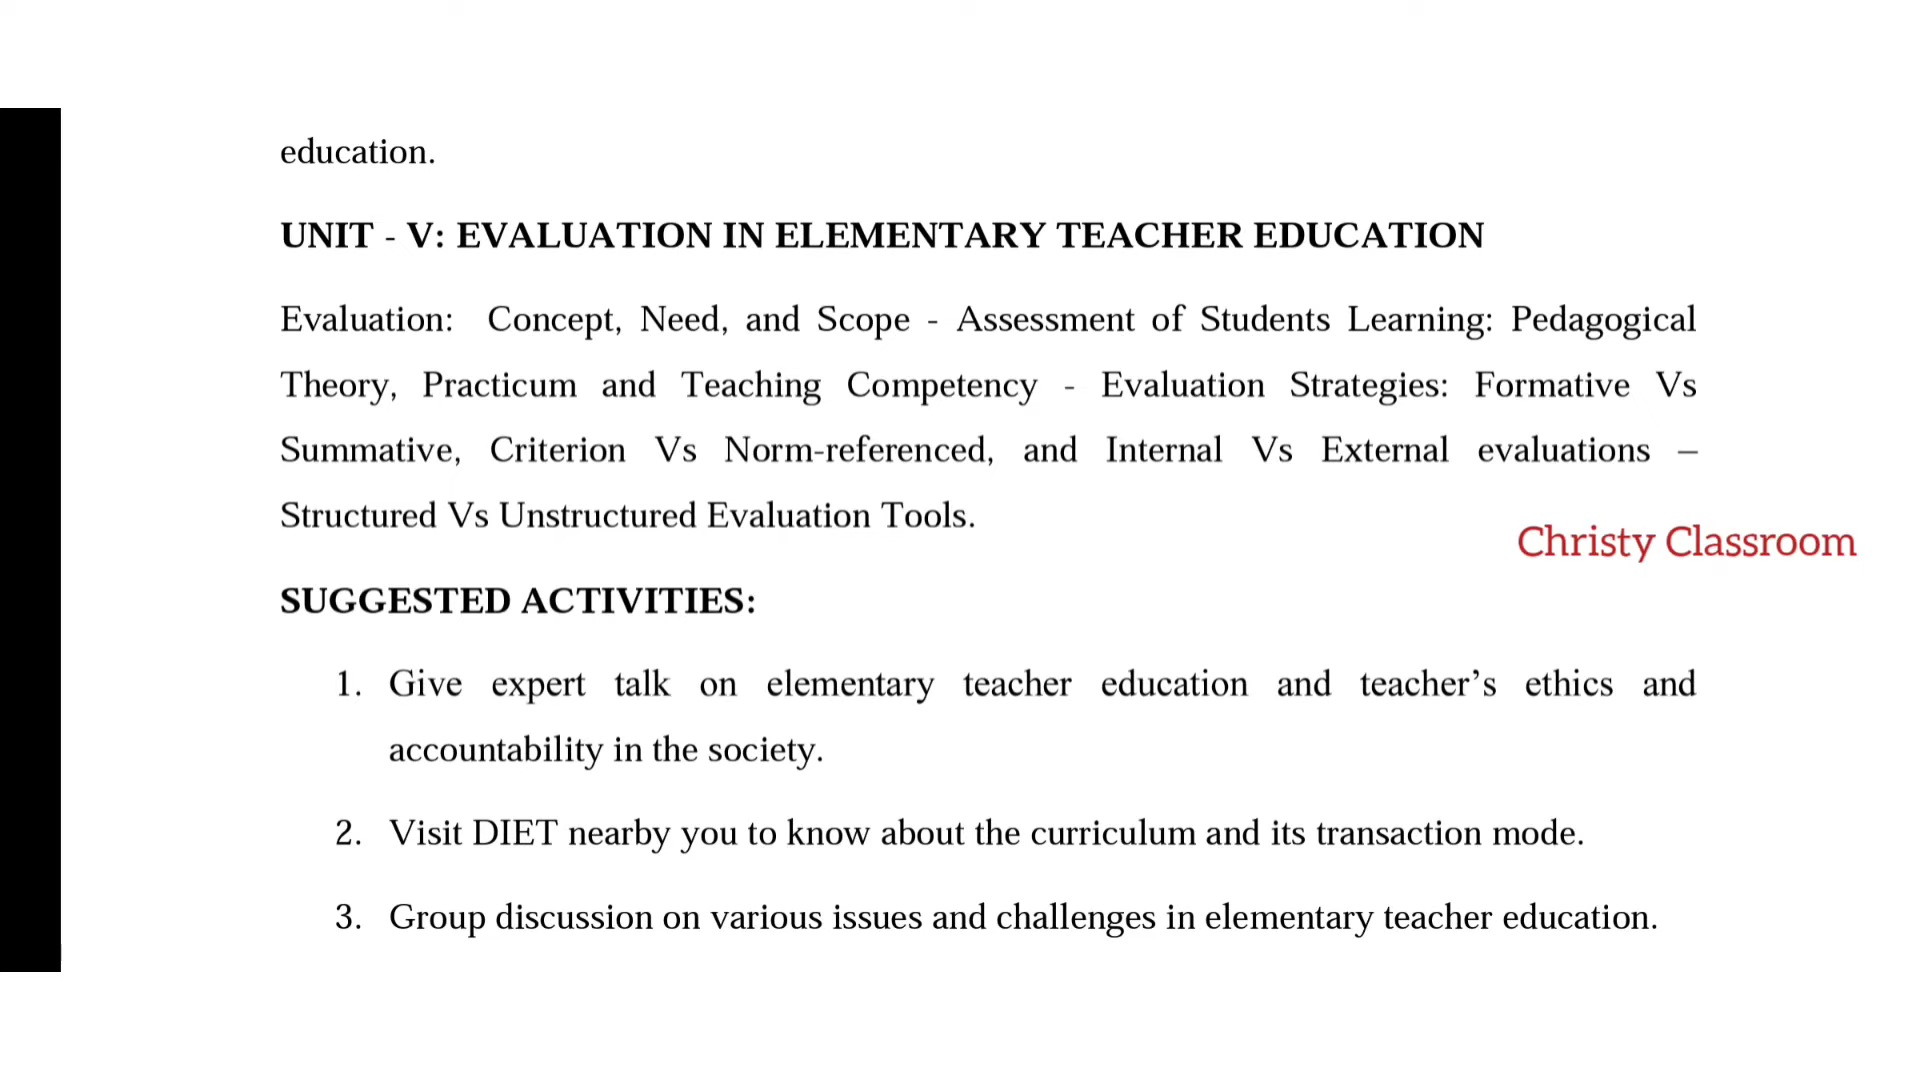 education.
UNIT - V: EVALUATION IN ELEMENTARY TEACHER EDUCATION
Evaluation: Concept, Need, and Scope - Assessment of Students Learning: Pedagogical
Theory, Practicum and Teaching Competency - Evaluation Strategies: Formative Vs
Summative, Criterion Vs Norm-referenced, and Internal Vs External evaluations –
Structured Vs Unstructured Evaluation Tools.
Christy Classroom
SUGGESTED ACTIVITIES:
1. Give expert talk on elementary teacher education and teacher’s ethics and
accountability in the society.
2. Visit DIET nearby you to know about the curriculum and its transaction mode.
3. Group discussion on various issues and challenges in elementary teacher education.